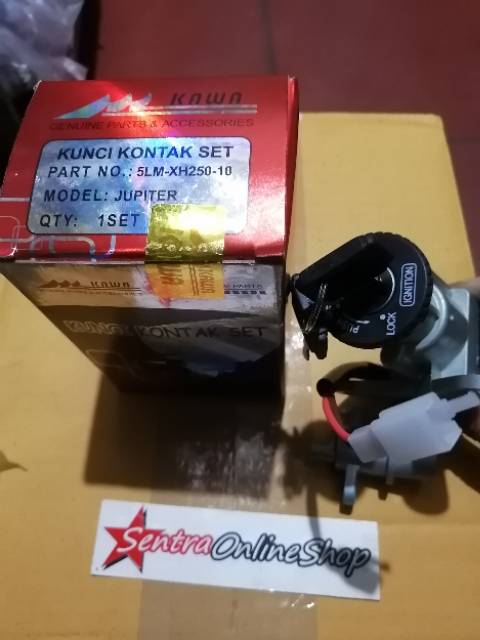 KAWA
GENUINE PARTS & ACCESSORIES
KUNCI KONTAK SET
PART NO.: 5LM-XH250-10
MODEL: JUPITER
QTY: 1SET
KAWA
KUNCI KONTAK SET
IGNITION
LOCK
SentraOnlineShop